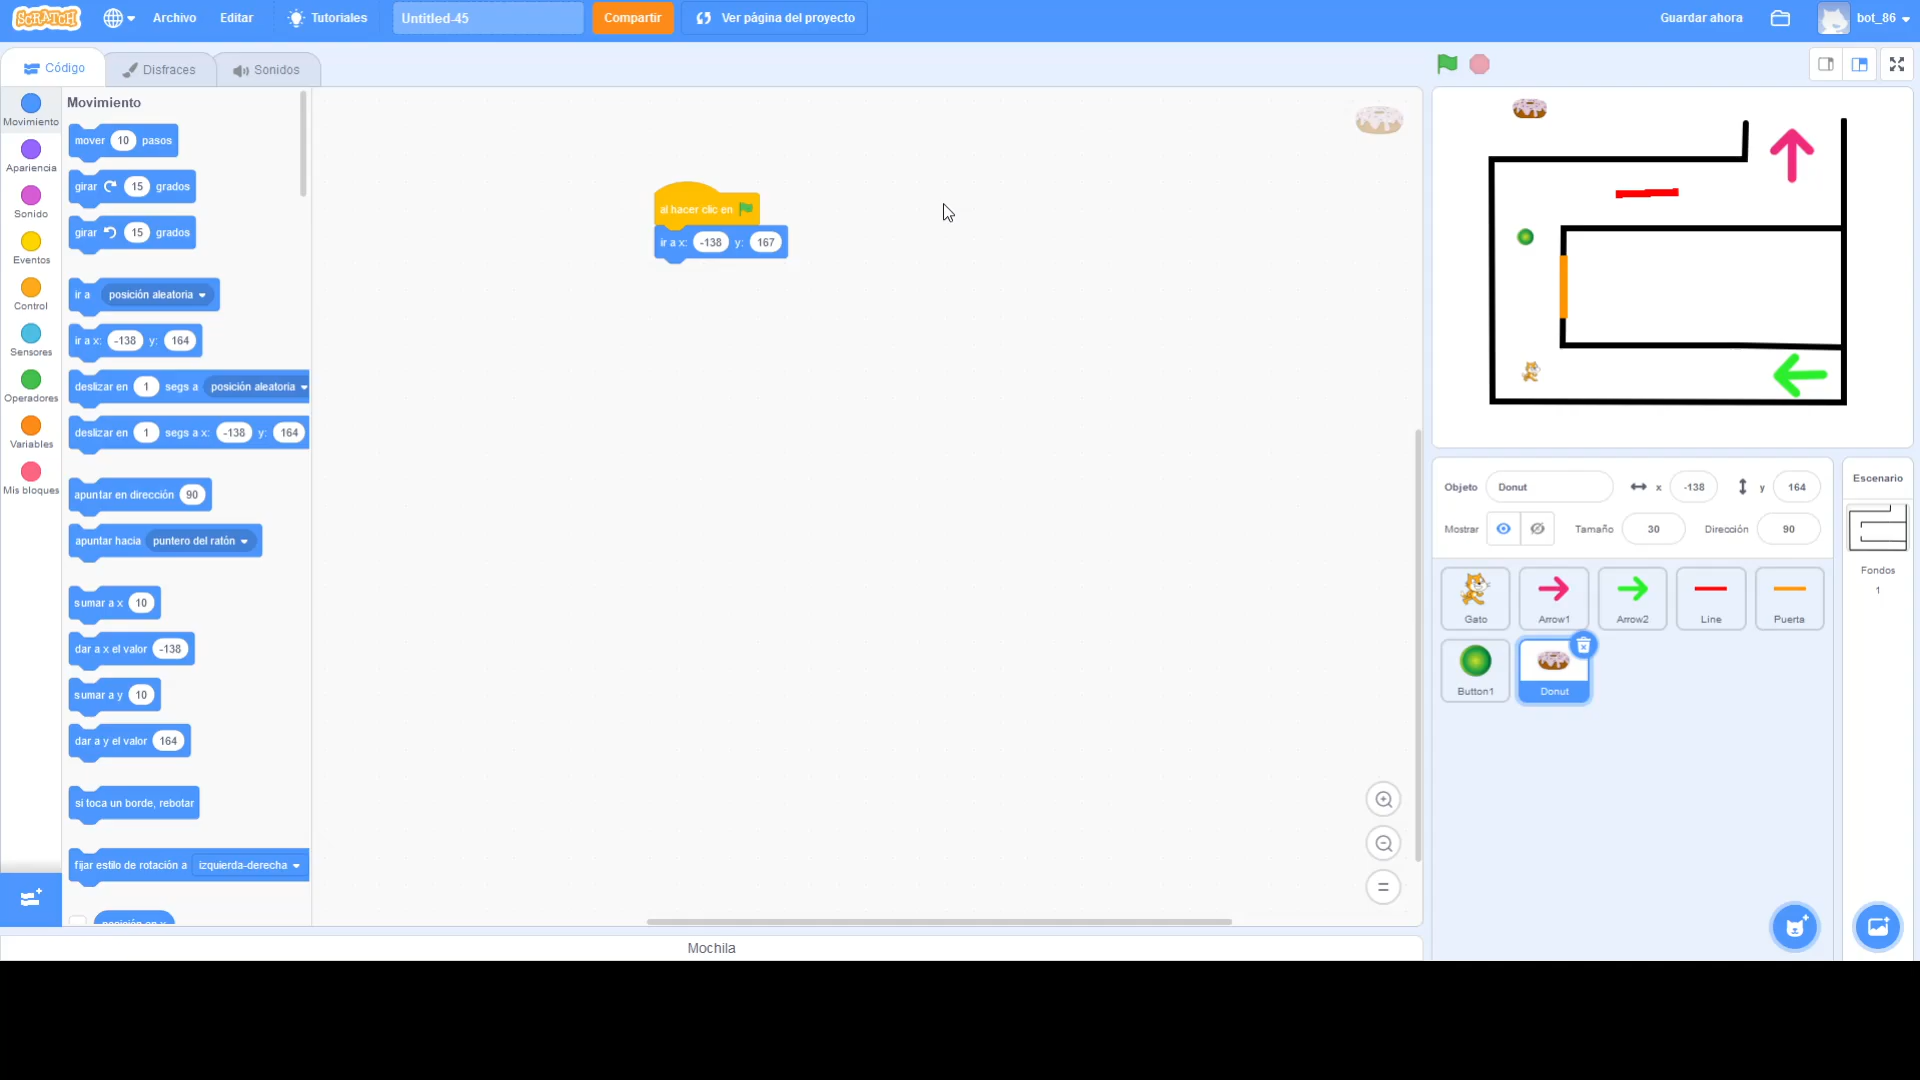 SCRATCH
Archivo
Editar
Tutoriales
Untitled-45
Compartir
Ver página del proyecto
Guardar ahora
bot_86
Código
Disfraces
Sonidos
Movimiento
Apariencia
Sonido
Eventos
Control
Sensores
Operadores
Variables
Mis bloques
Movimiento
mover 10 pasos
girar 15 grados
girar 15 grados
ir a posición aleatoria
ir a x: -138 y: 164
deslizar en 1 segs a posición aleatoria
deslizar en 1 segs a x: -138 y: 164
apuntar en dirección 90
apuntar hacia puntero del ratón
sumar a x 10
dar a x el valor -138
sumar a y 10
dar a y el valor 164
si toca un borde, rebotar
fijar estilo de rotación a izquierda-derecha
al hacer clic en
ir a x: -138 y: 167
Objeto Donut x -138 y 164
Mostrar Tamaño 30 Dirección 90
Gato
Arrow1
Arrow2
Line
Puerta
Button1
Donut
Escenario
Fondos
1
Mochila